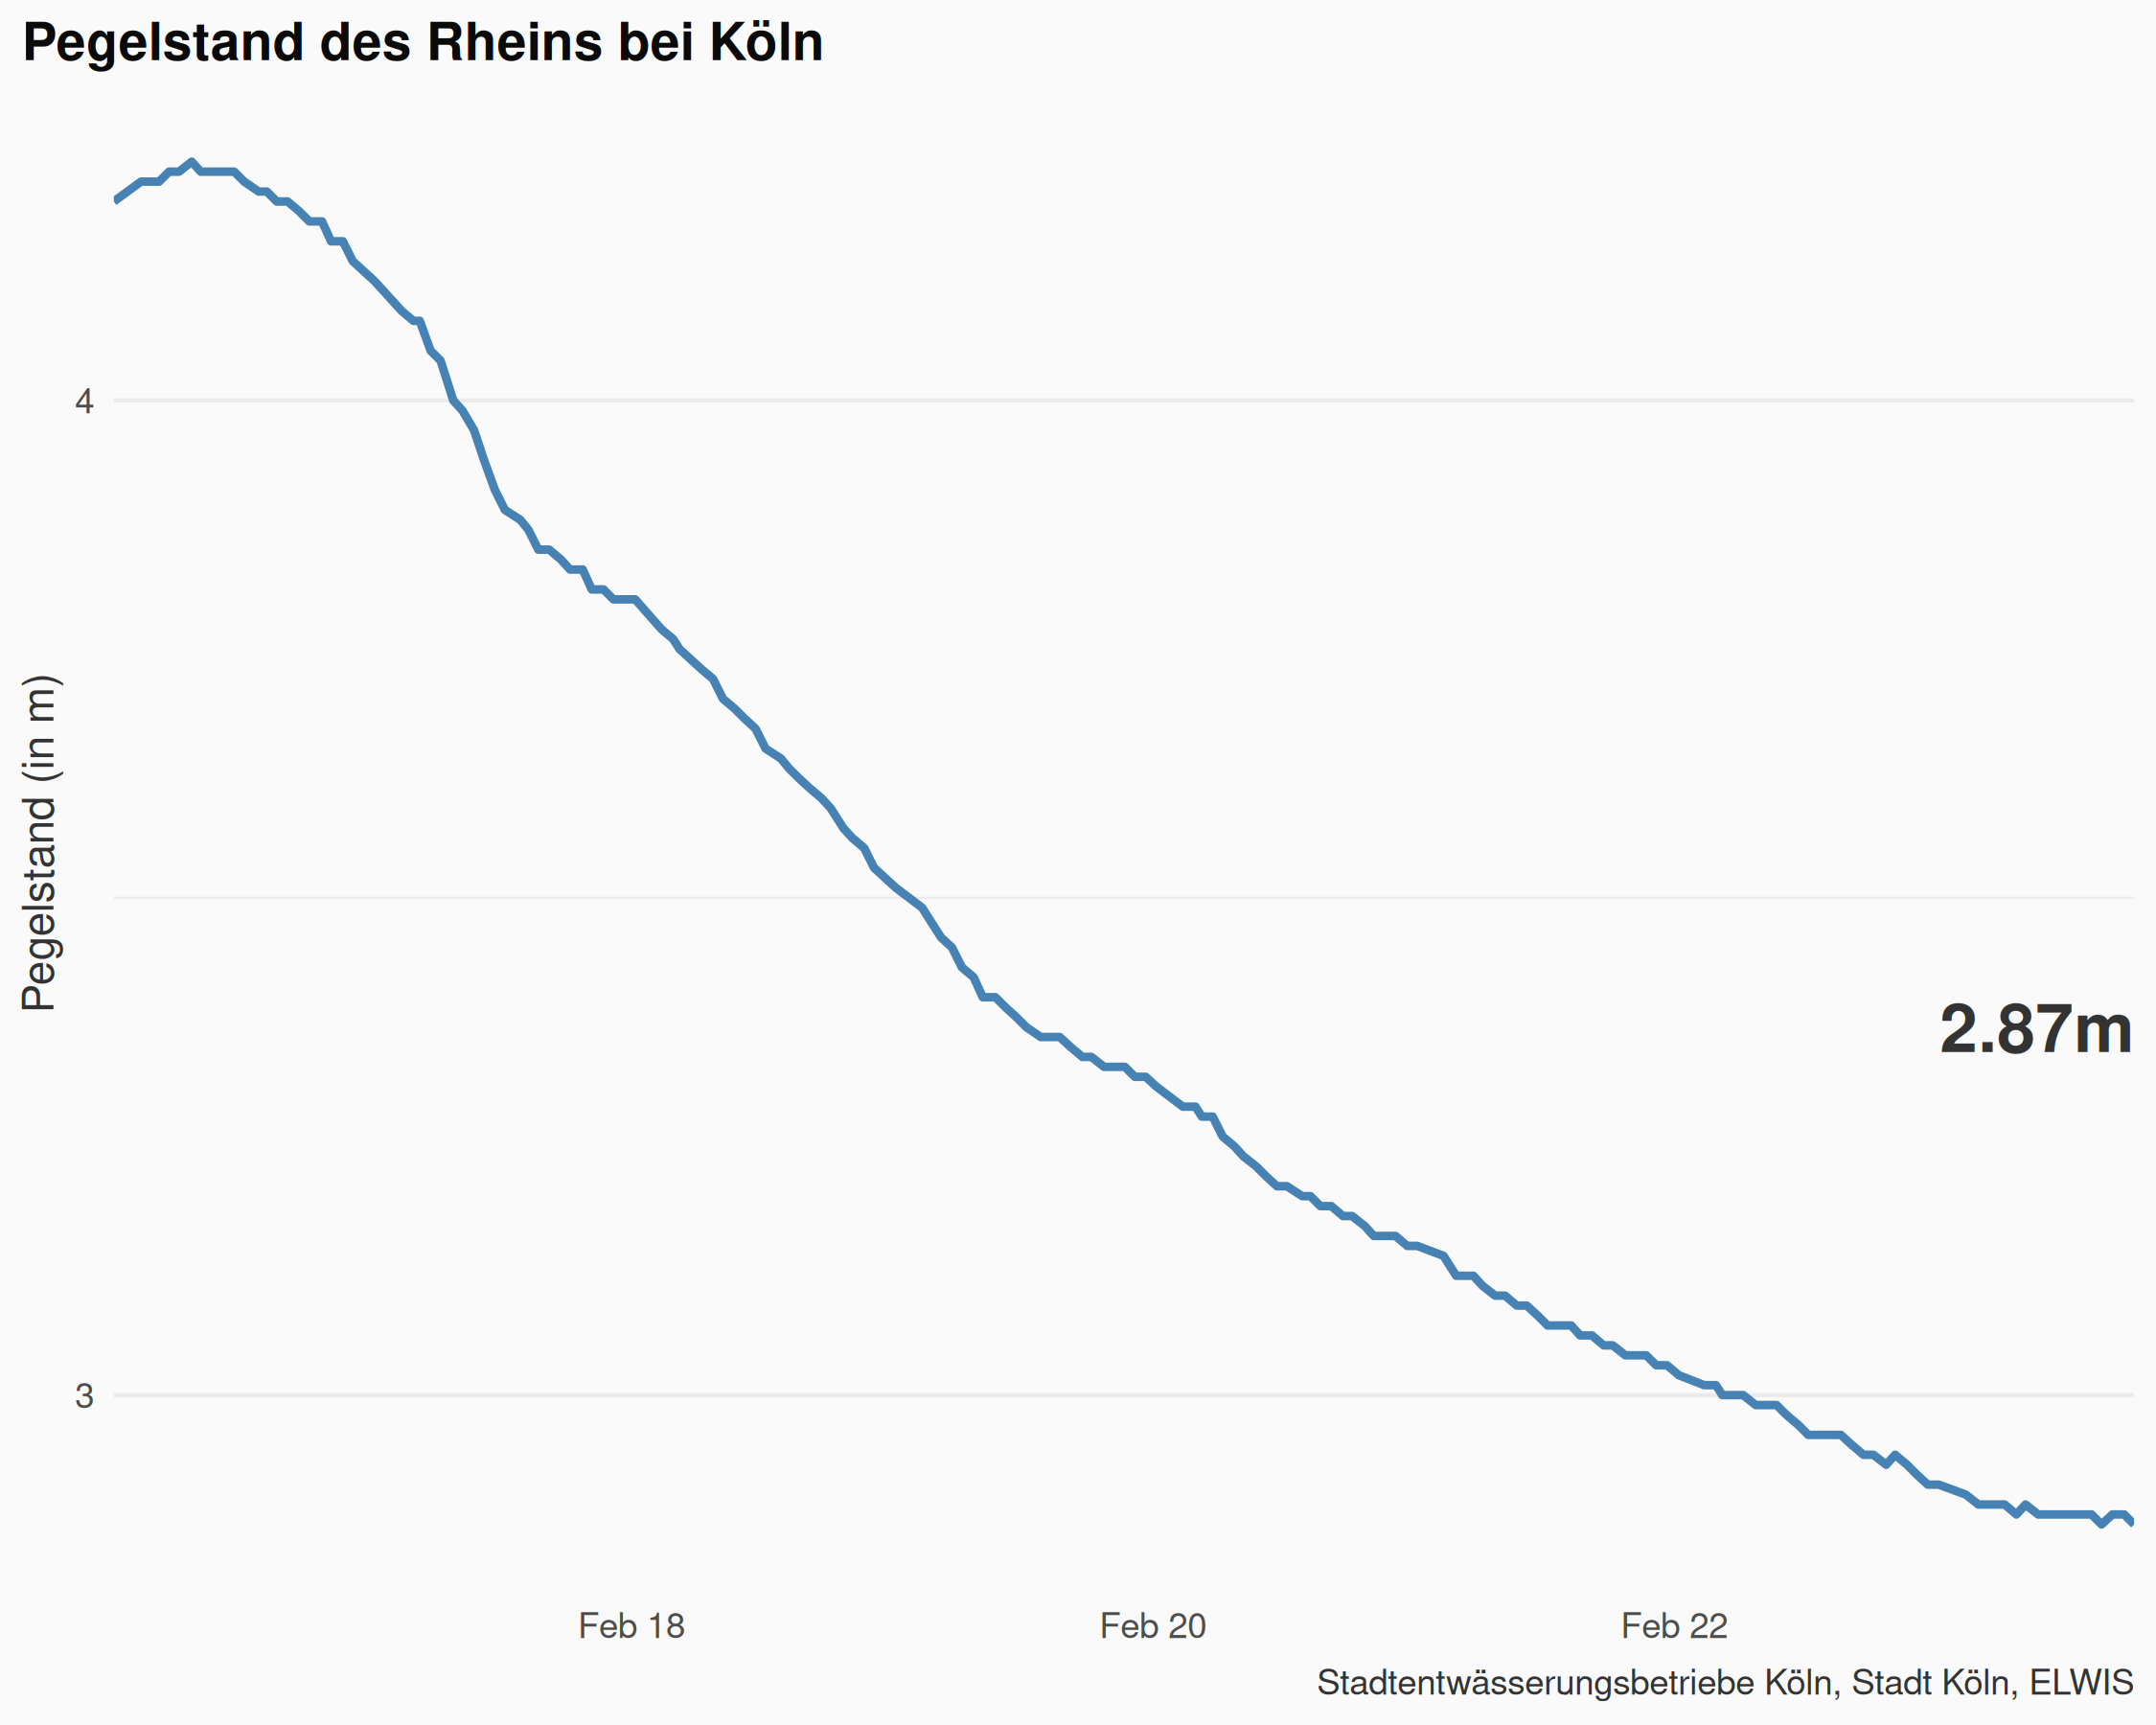 Pegelstand des Rheins bei Köln
Pegelstand (in m)
4
3
2.87m
Feb 18
Feb 20
Feb 22
Stadtentwässerungsbetriebe Köln, Stadt Köln, ELWIS